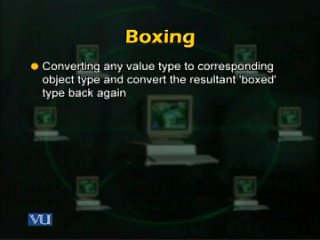 Boxing
Converting any value type to corresponding
object type and convert the resultant 'boxed'
type back again
VU